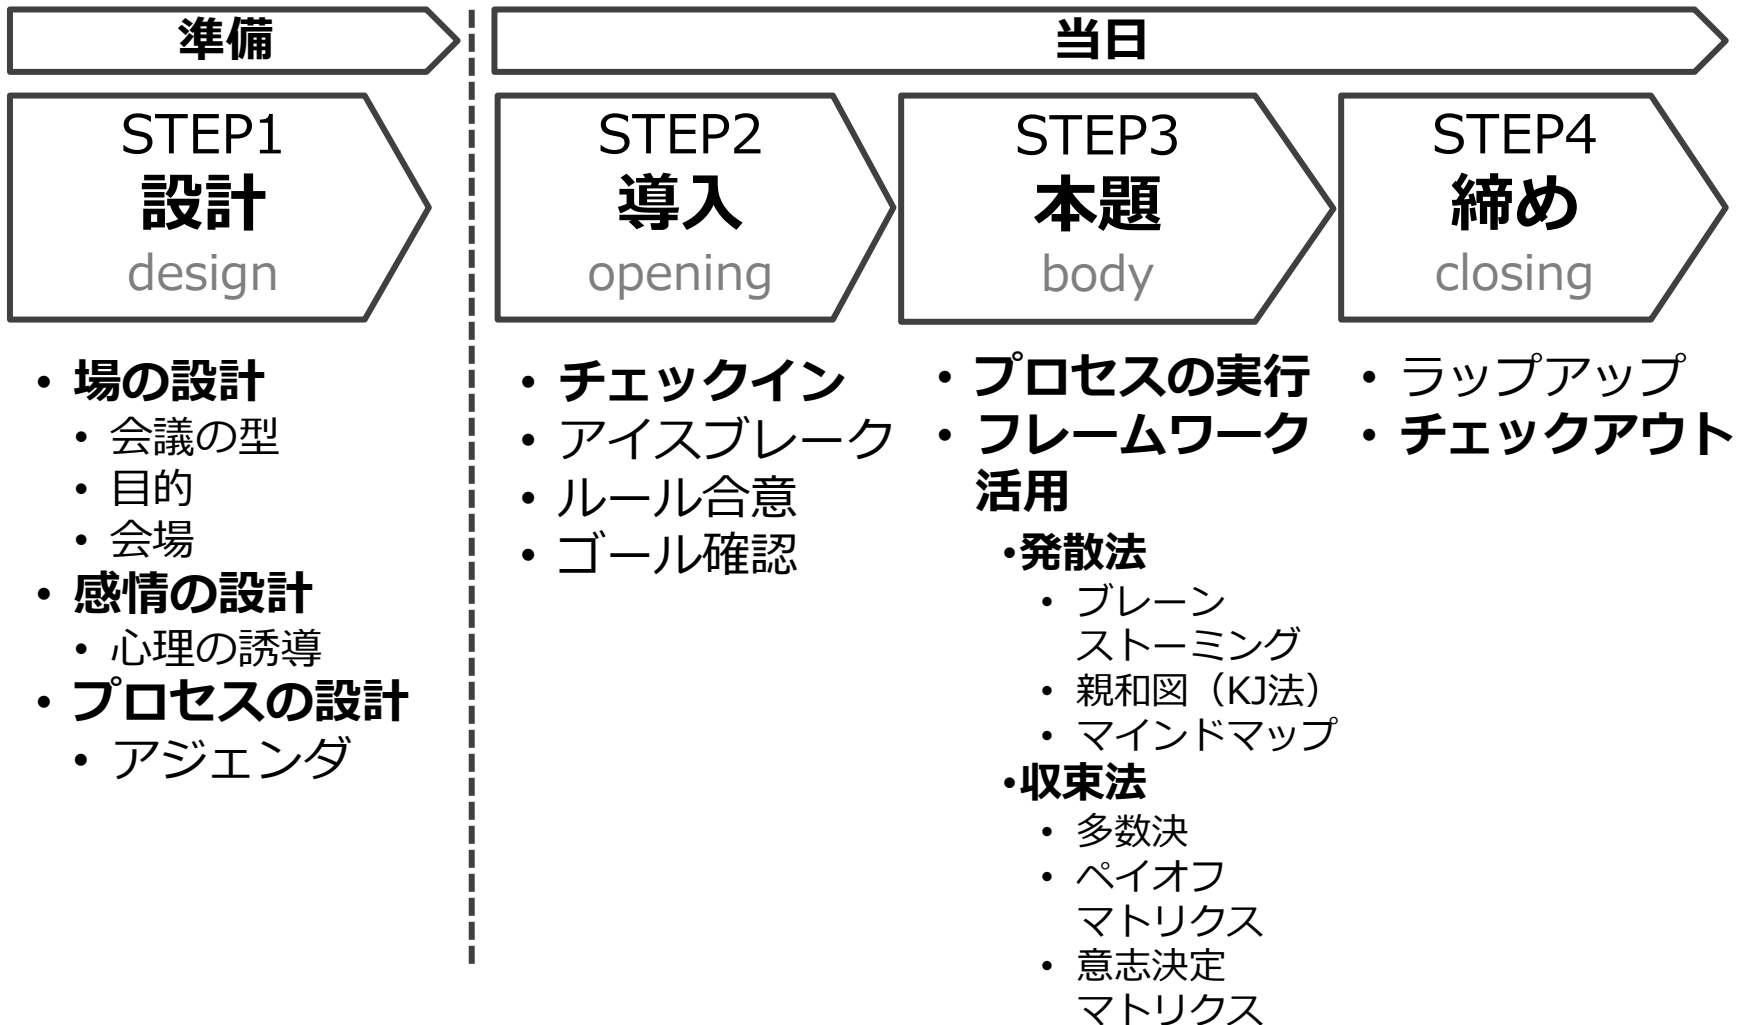 準備
当日
STEP1
設計
design
STEP2
導入
opening
STEP3
本題
body
STEP4
締め
closing
• 場の設計
• 会議の型
• 目的
• 会場
• 感情の設計
• 心理の誘導
• プロセスの設計
• アジェンダ
• チェックイン
• アイスブレーク
• ルール合意
• ゴール確認
• プロセスの実行
• フレームワーク
活用
•発散法
• ブレーン
ストーミング
• 親和図（KJ法）
• マインドマップ
•収束法
• 多数決
• ペイオフ
マトリクス
• 意志決定
マトリクス
• ラップアップ
• チェックアウト